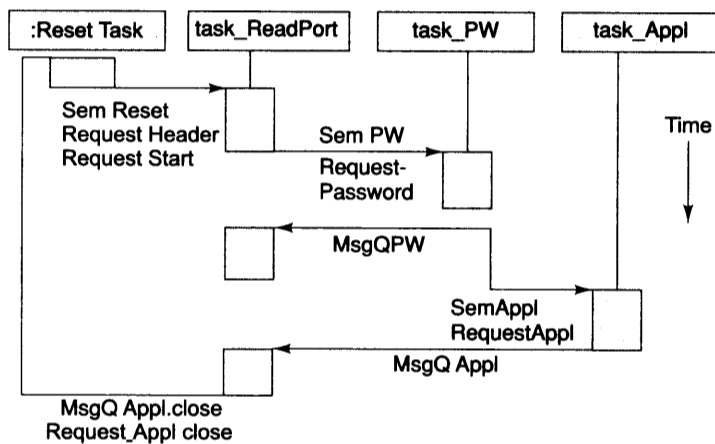 :Reset Task
task_ReadPort
task_PW
task_Appl
Sem Reset
Request Header
Request Start
Sem PW
Request-
Password
Time
MsgQPW
SemAppl
RequestAppl
MsgQ Appl
MsgQ Appl.close
Request_Appl close